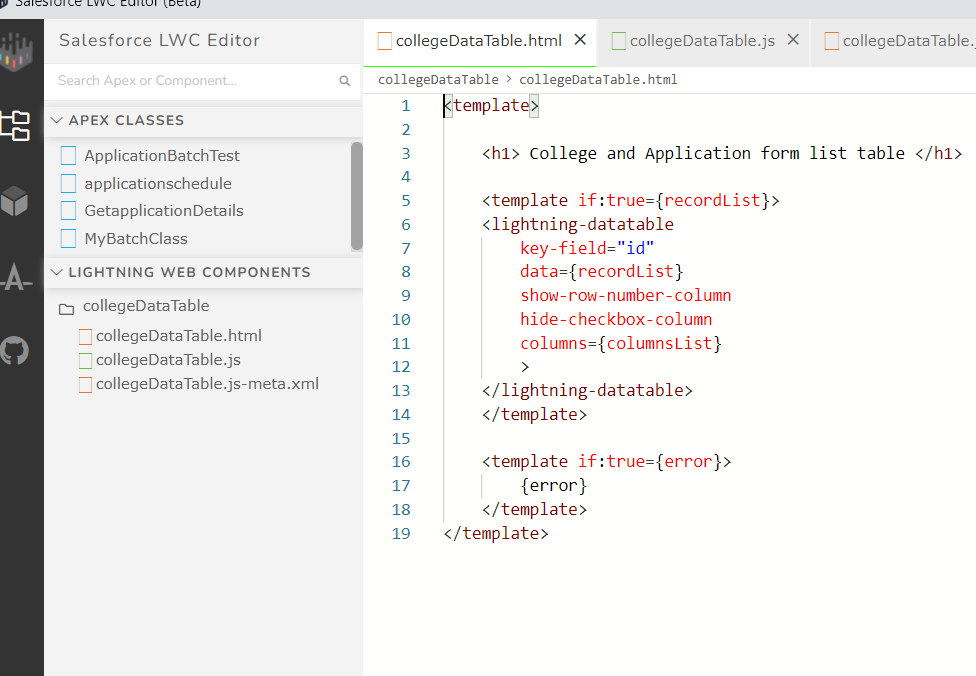 Salesforce LWC Editor (Beta)
Salesforce LWC Editor
Search Apex or Component...
APEX CLASSES
ApplicationBatchTest
applicationschedule
GetapplicationDetails
MyBatchClass
LIGHTNING WEB COMPONENTS
collegeDataTable
collegeDataTable.html
collegeDataTable.js
collegeDataTable.js-meta.xml
collegeDataTable.html × collegeDataTable.js × collegeDataTable.
collegeDataTable > collegeDataTable.html
1 <template>
2
3     <h1> College and Application form list table </h1>
4
5     <template if:true={recordList}>
6     <lightning-datatable
7         key-field="id"
8         data={recordList}
9         show-row-number-column
10         hide-checkbox-column
11         columns={columnsList}
12         >
13     </lightning-datatable>
14     </template>
15
16     <template if:true={error}>
17         {error}
18     </template>
19 </template>